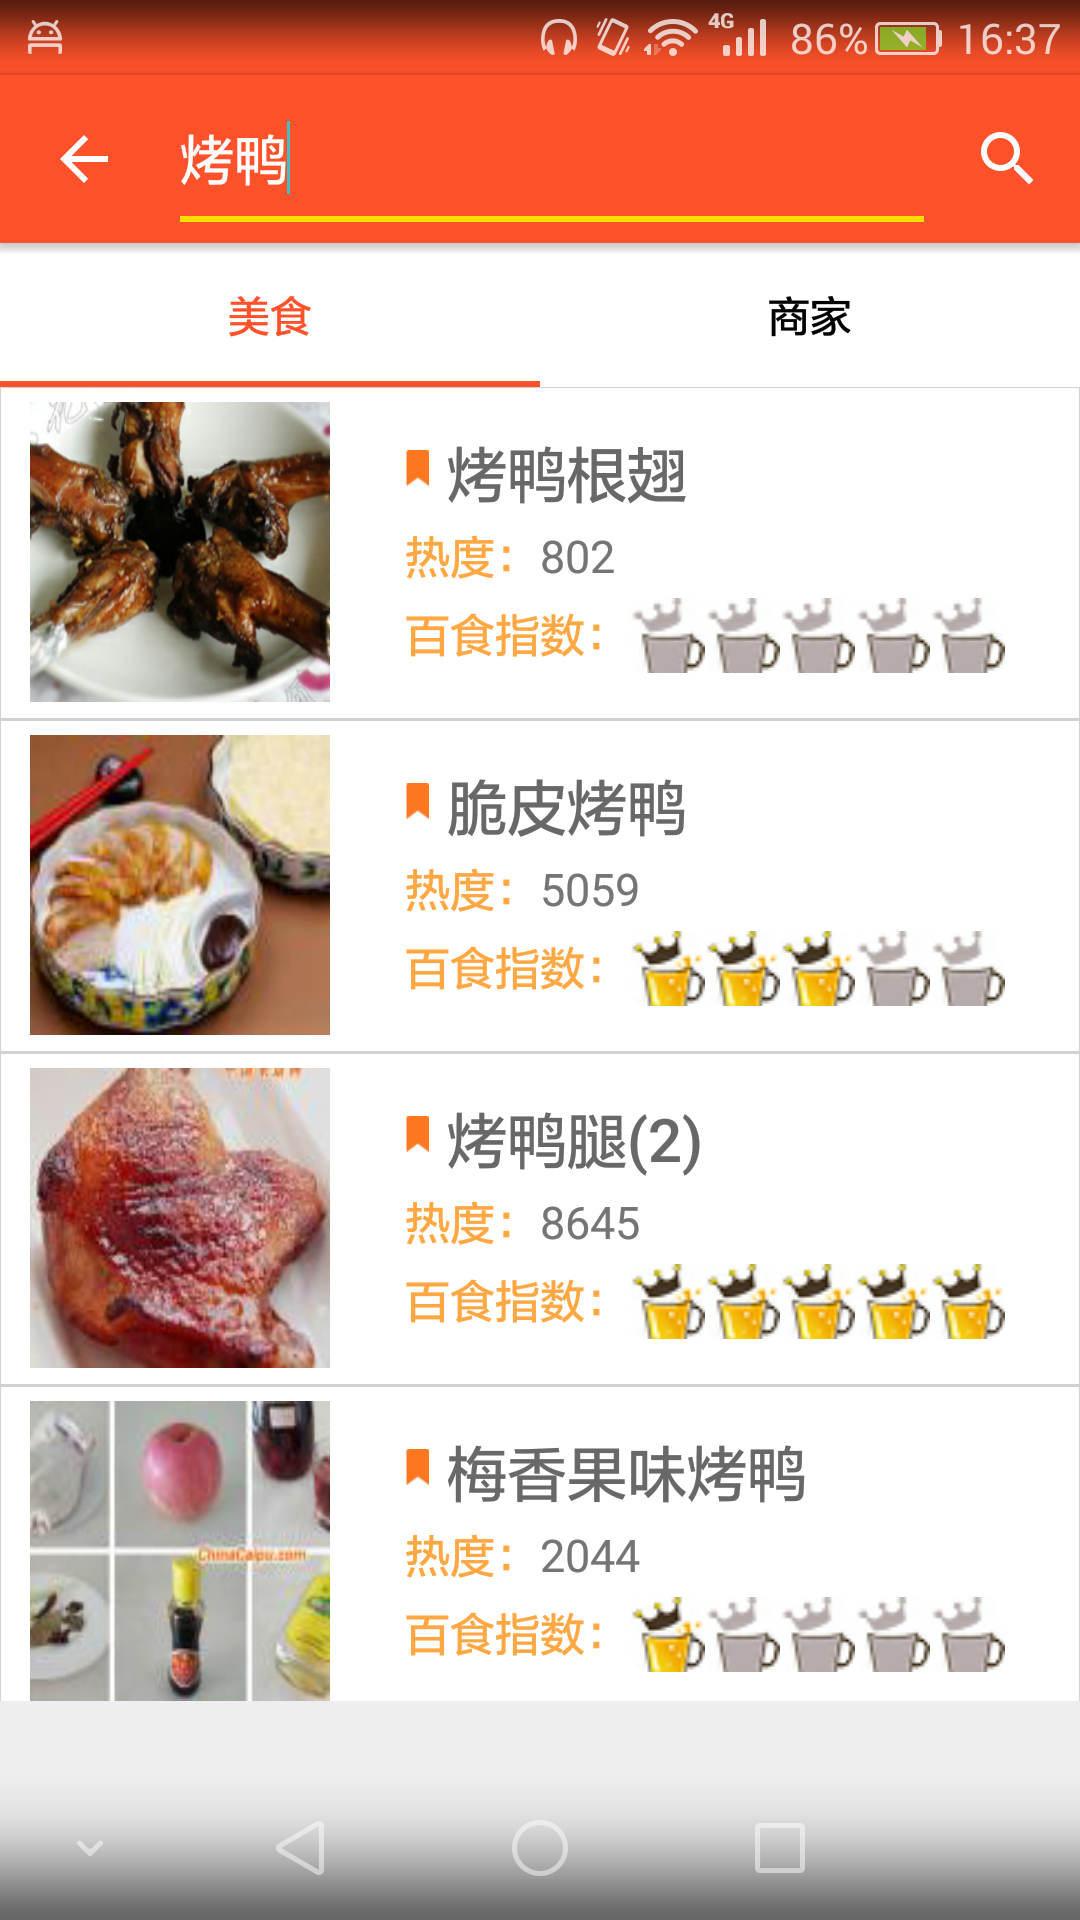 4G 86% 16:37
烤鸭
美食 商家
烤鸭根翅
热度：802
百食指数：
脆皮烤鸭
热度：5059
百食指数：
烤鸭腿(2)
热度：8645
百食指数：
梅香果味烤鸭
ChinaCaipu.com
热度：2044
百食指数：